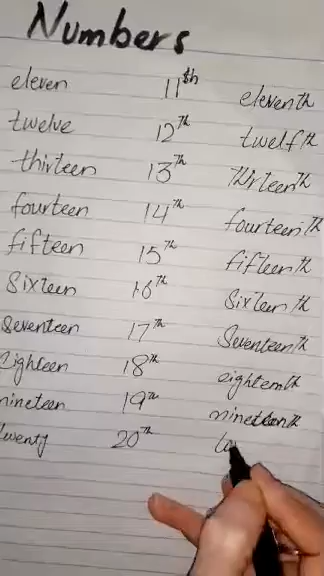 Numbers
eleven 11th eleventh
twelve 12th twelfth
thirteen 13th thirteenth
fourteen 14th fourteenth
fifteen 15th fifteenth
Sixteen 16th Sixteenth
Seventeen 17th Seventeenth
Eighteen 18th eighteenth
nineteen 19th nineteenth
twenty 20th